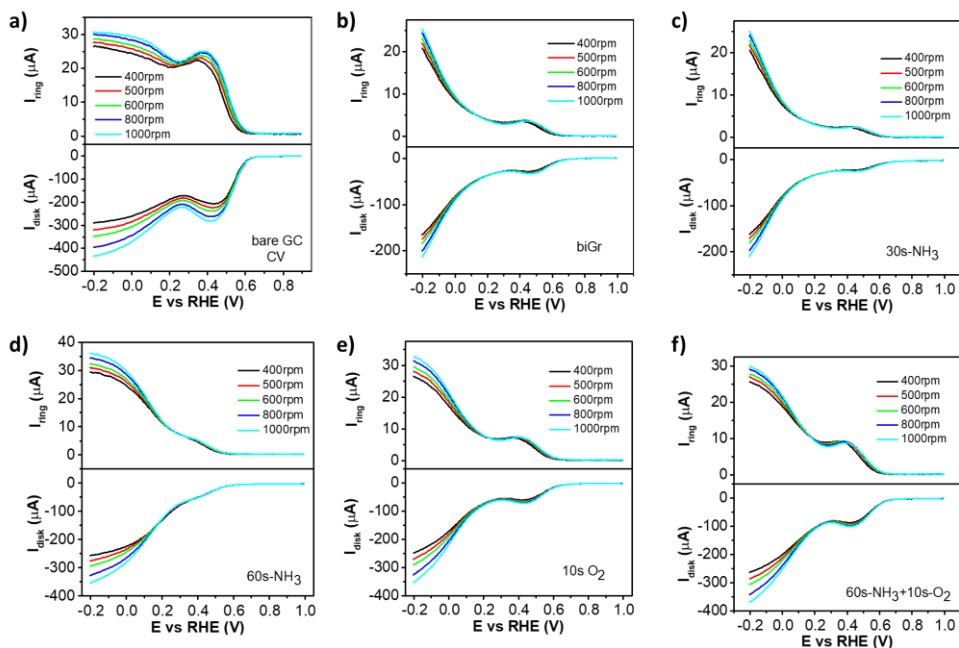 a)
I_ring (μA)
40
30
20
10
0
400rpm
500rpm
600rpm
800rpm
1000rpm
I_disk (μA)
0
-100
-200
-300
-400
-500
bare GC
CV
-0.2 0.0 0.2 0.4 0.6 0.8
E vs RHE (V)
b)
I_ring (μA)
30
20
10
0
400rpm
500rpm
600rpm
800rpm
1000rpm
I_disk (μA)
0
-100
-200
biGr
-0.2 0.0 0.2 0.4 0.6 0.8 1.0
E vs RHE (V)
c)
I_ring (μA)
30
20
10
0
400rpm
500rpm
600rpm
800rpm
1000rpm
I_disk (μA)
0
-100
-200
30s-NH3
-0.2 0.0 0.2 0.4 0.6 0.8 1.0
E vs RHE (V)
d)
I_ring (μA)
40
30
20
10
0
400rpm
500rpm
600rpm
800rpm
1000rpm
I_disk (μA)
0
-100
-200
-300
-400
60s-NH3
-0.2 0.0 0.2 0.4 0.6 0.8 1.0
E vs RHE (V)
e)
I_ring (μA)
30
20
10
0
400rpm
500rpm
600rpm
800rpm
1000rpm
I_disk (μA)
0
-100
-200
-300
-400
10s O2
-0.2 0.0 0.2 0.4 0.6 0.8 1.0
E vs RHE (V)
f)
I_ring (μA)
30
20
10
0
400rpm
500rpm
600rpm
800rpm
1000rpm
I_disk (μA)
0
-100
-200
-300
-400
60s-NH3+10s-O2
-0.2 0.0 0.2 0.4 0.6 0.8 1.0
E vs RHE (V)